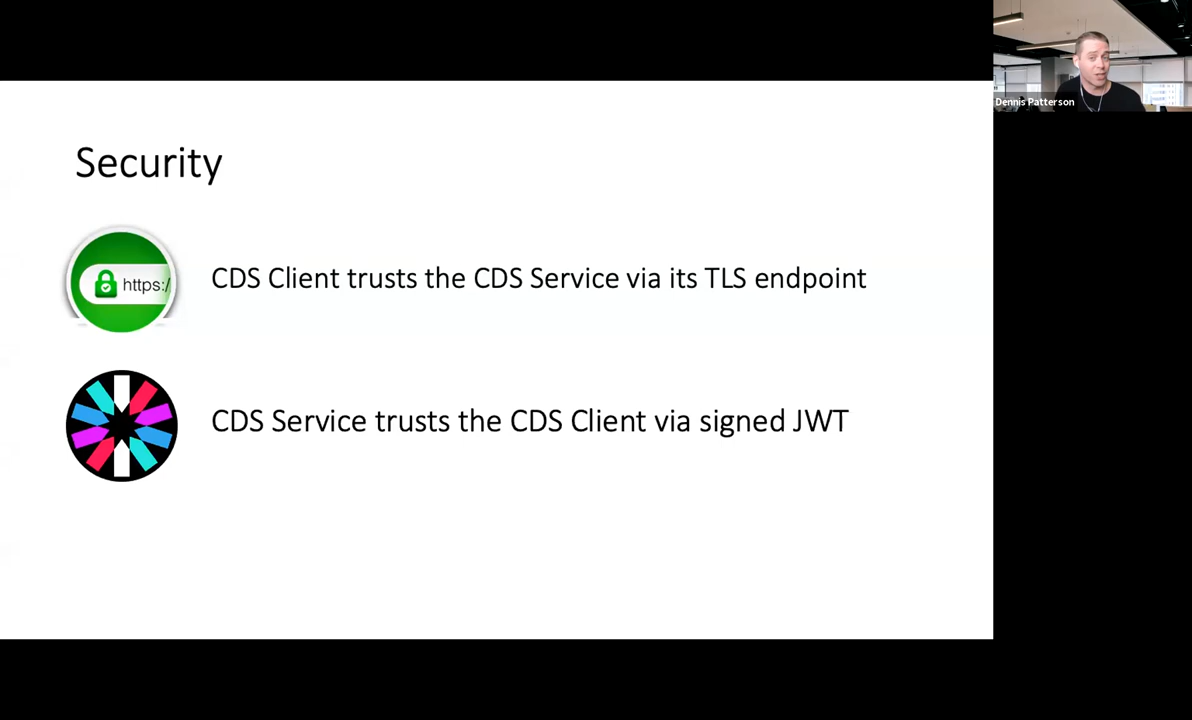 Dennis Patterson
Security
https:/
CDS Client trusts the CDS Service via its TLS endpoint
CDS Service trusts the CDS Client via signed JWT